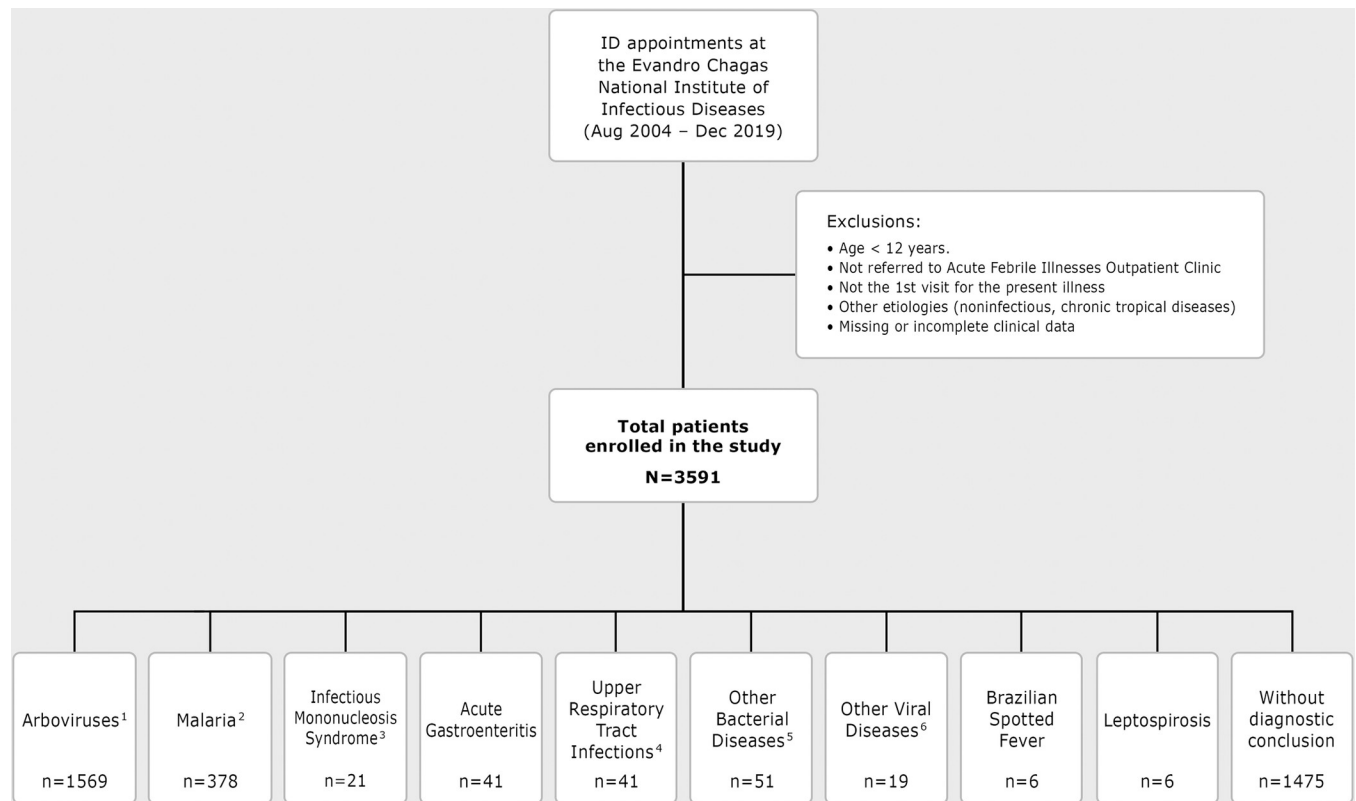 ID appointments at
the Evandro Chagas
National Institute of
Infectious Diseases
(Aug 2004 – Dec 2019)
Exclusions:
• Age < 12 years.
• Not referred to Acute Febrile Illnesses Outpatient Clinic
• Not the 1st visit for the present illness
• Other etiologies (noninfectious, chronic tropical diseases)
• Missing or incomplete clinical data
Total patients
enrolled in the study
N=3591
Arboviruses¹
n=1569
Malaria²
n=378
Infectious
Mononucleosis
Syndrome³
n=21
Acute
Gastroenteritis
n=41
Upper
Respiratory
Tract
Infections⁴
n=41
Other
Bacterial
Diseases⁵
n=51
Other Viral
Diseases⁶
n=19
Brazilian
Spotted
Fever
n=6
Leptospirosis
n=6
Without
diagnostic
conclusion
n=1475